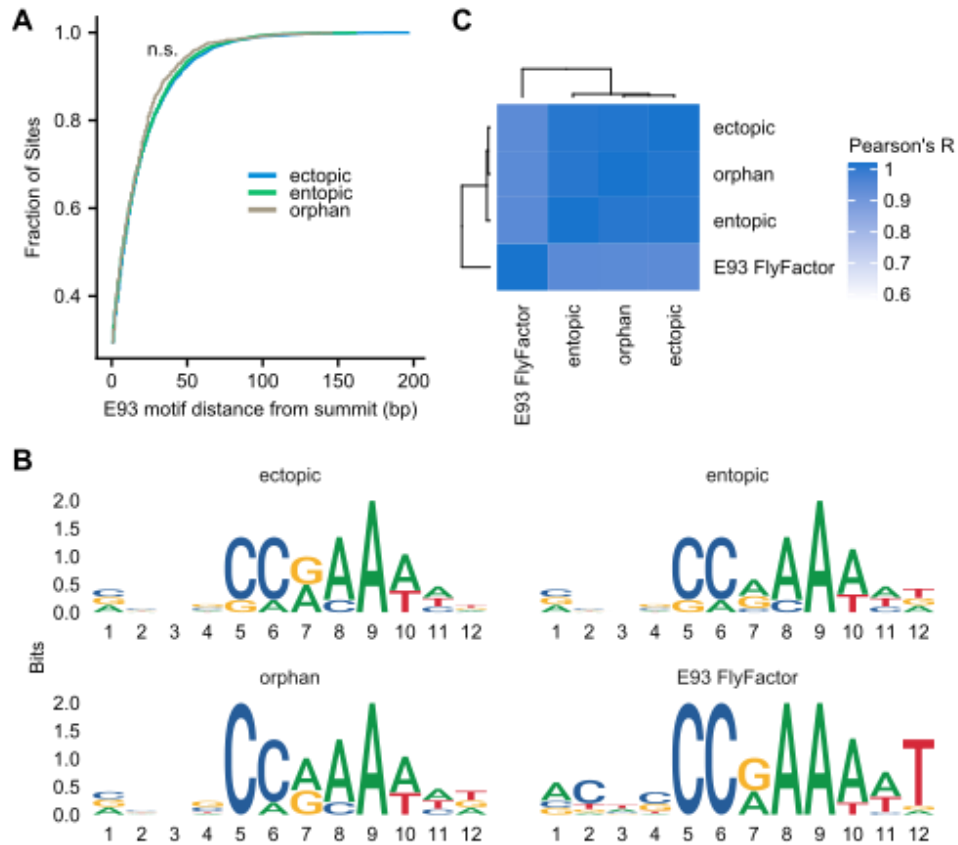 A
1.0
0.8
0.6
0.4
Fraction of Sites
n.s.
ectopic
entopic
orphan
0 50 100 150 200
E93 motif distance from summit (bp)
C
ectopic
orphan
entopic
E93 FlyFactor
E93 FlyFactor
entopic
orphan
ectopic
Pearson's R
1
0.9
0.8
0.7
0.6
B
Bits
ectopic
2.0
1.5
1.0
0.5
0.0
1 2 3 4 5 6 7 8 9 10 11 12
entopic
1 2 3 4 5 6 7 8 9 10 11 12
orphan
2.0
1.5
1.0
0.5
0.0
1 2 3 4 5 6 7 8 9 10 11 12
E93 FlyFactor
1 2 3 4 5 6 7 8 9 10 11 12